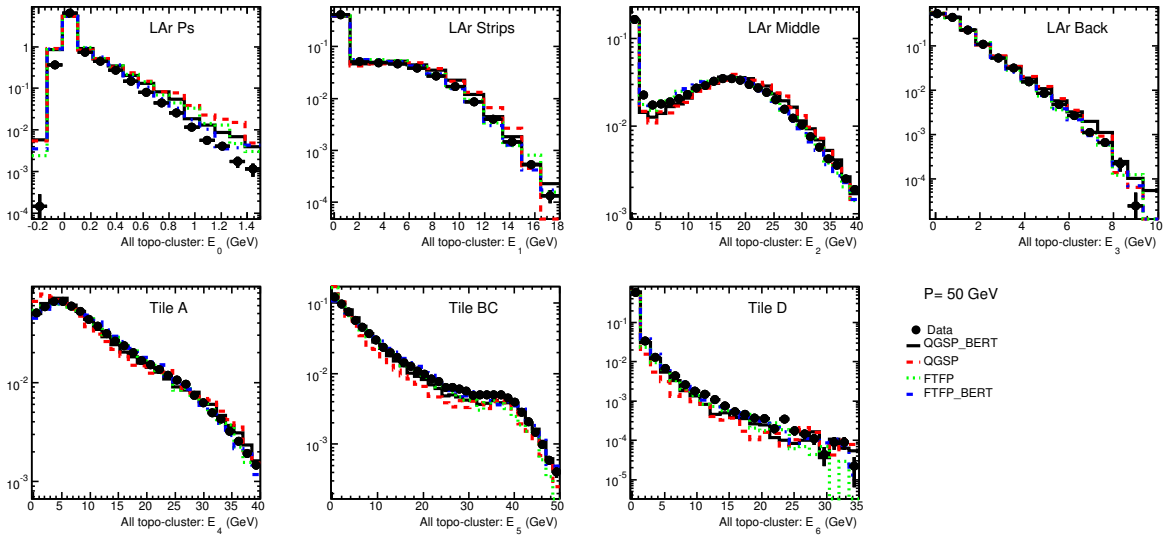 LAr Ps
1
10⁻¹
10⁻²
10⁻³
10⁻⁴
-0.2 0 0.2 0.4 0.6 0.8 1 1.2 1.4
All topo-cluster: E₀ (GeV)
LAr Strips
10⁻¹
10⁻²
10⁻³
10⁻⁴
0 2 4 6 8 10 12 14 16 18
All topo-cluster: E₁ (GeV)
LAr Middle
10⁻¹
10⁻²
10⁻³
0 5 10 15 20 25 30 35 40
All topo-cluster: E₂ (GeV)
LAr Back
10⁻¹
10⁻²
10⁻³
10⁻⁴
0 2 4 6 8 10
All topo-cluster: E₃ (GeV)
Tile A
10⁻²
10⁻³
0 5 10 15 20 25 30 35 40
All topo-cluster: E₄ (GeV)
Tile BC
10⁻¹
10⁻²
10⁻³
0 10 20 30 40 50
All topo-cluster: E₅ (GeV)
Tile D
10⁻¹
10⁻²
10⁻³
10⁻⁴
10⁻⁵
0 5 10 15 20 25 30 35
All topo-cluster: E₆ (GeV)
P= 50 GeV
Data
QGSP_BERT
QGSP
FTFP
FTFP_BERT